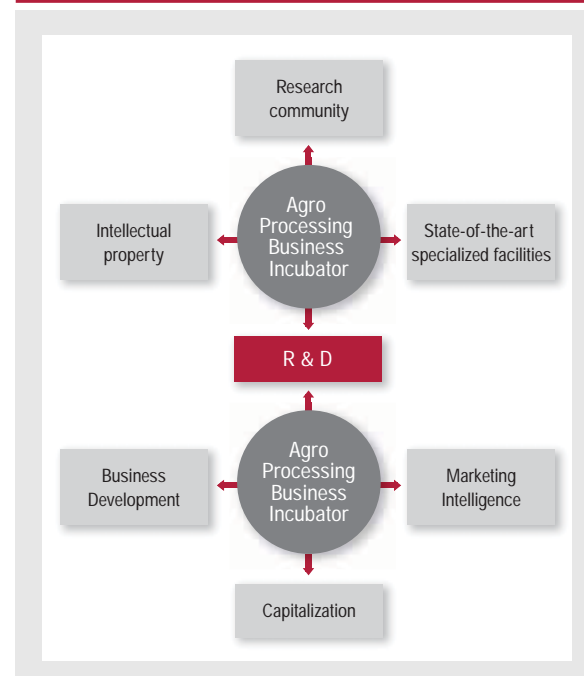 Research
community
Agro
Processing
Business
Incubator
Intellectual
property
State-of-the-art
specialized facilities
R & D
Agro
Processing
Business
Incubator
Business
Development
Marketing
Intelligence
Capitalization